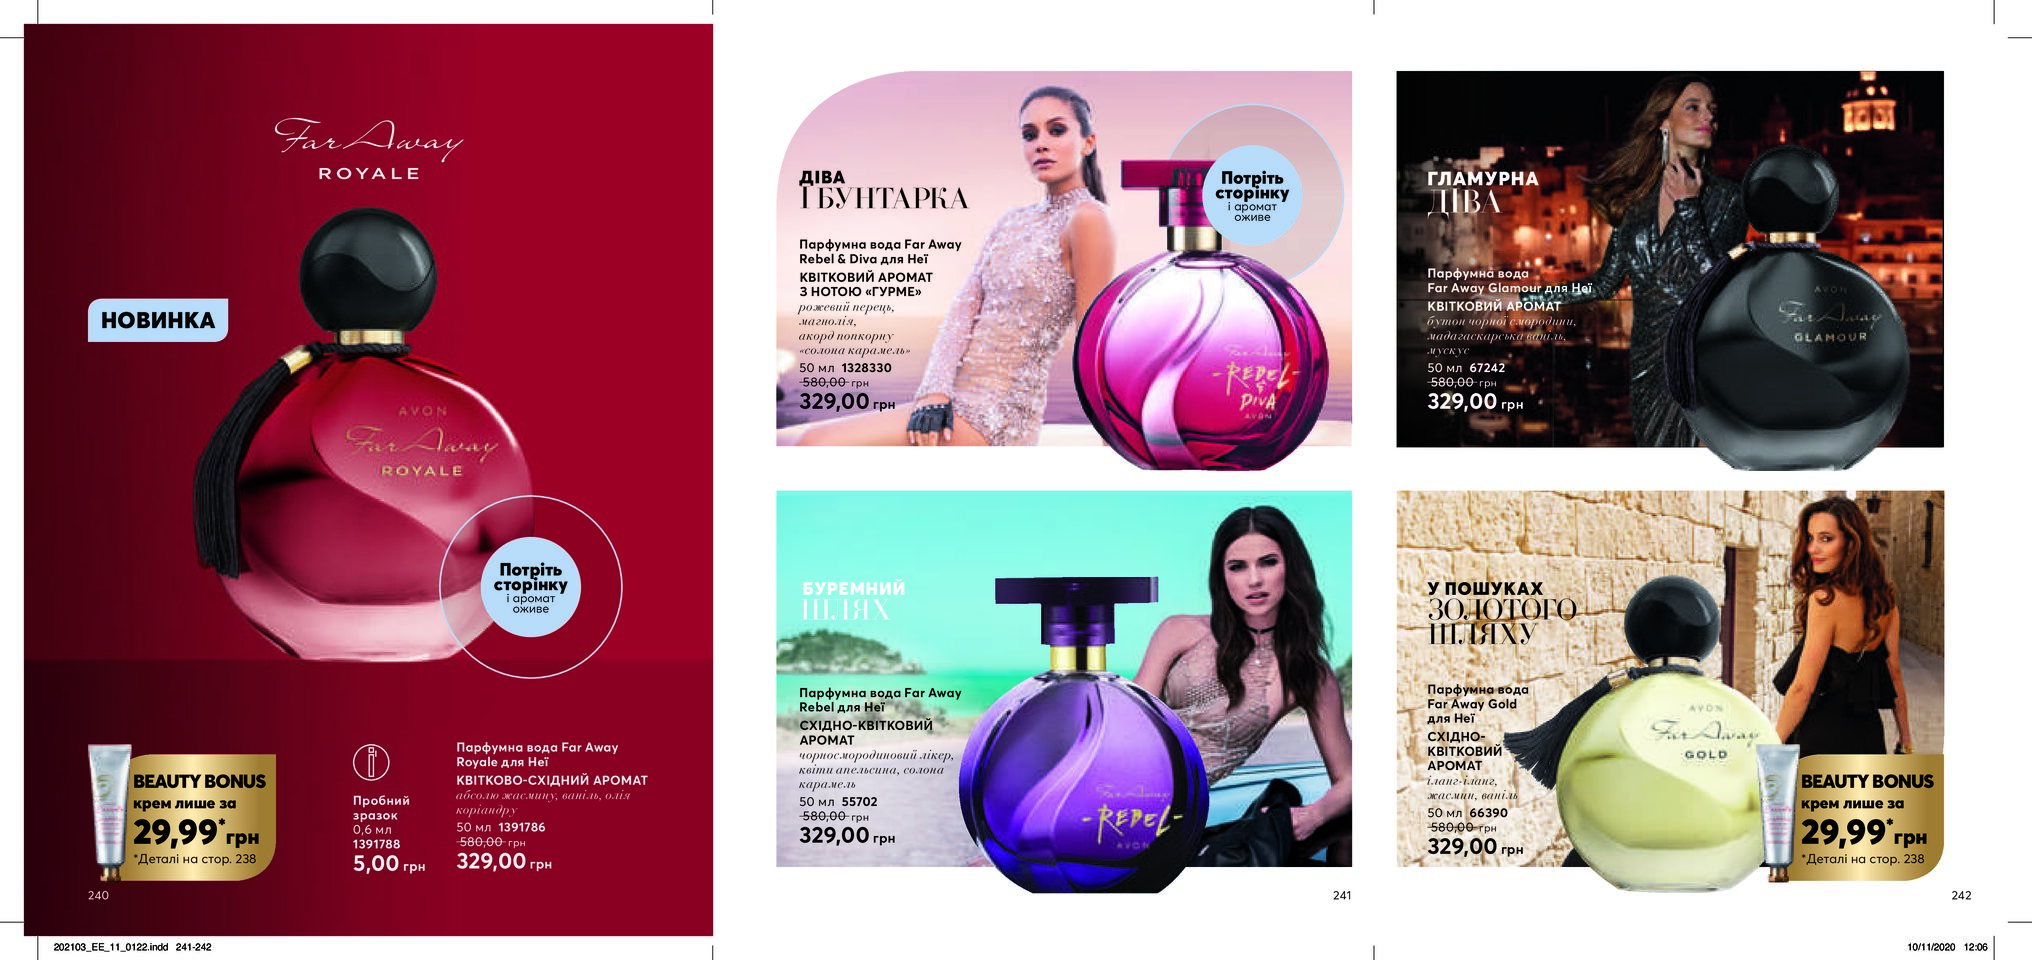 Far Away
ROYALE
НОВИНКА
AVON
Far Away
ROYALE
Потріть
сторінку
і аромат
оживе
BEAUTY BONUS
крем лише за
29,99* грн
*Деталі на стор. 238
Пробний
зразок
0,6 мл
1391788
5,00 грн
Парфумна вода Far Away
Royale для Неї
КВІТКОВО-СХІДНИЙ АРОМАТ
абсолю жасмину, ваніль, олія
коріандру
50 мл 1391786
580,00 грн
329,00 грн
240
ДІВА
І БУНТАРКА
Парфумна вода Far Away
Rebel & Diva для Неї
КВІТКОВИЙ АРОМАТ
З НОТОЮ «ГУРМЕ»
рожевий перець,
магнолія,
акорд попкорну
«солона карамель»
50 мл 1328330
580,00 грн
329,00 грн
Потріть
сторінку
і аромат
оживе
Far Away
REBEL
&
DIVA
AVON
БУРЕМНИЙ
ШЛЯХ
Парфумна вода Far Away
Rebel для Неї
СХІДНО-КВІТКОВИЙ
АРОМАТ
чорносмородиновий лікер,
квіти апельсина, солона
карамель
50 мл 55702
580,00 грн
329,00 грн
Far Away
REBEL
AVON
241
ГЛАМУРНА
ДІВА
Парфумна вода
Far Away Glamour для Неї
КВІТКОВИЙ АРОМАТ
бутон чорної смородини,
мадагаскарська ваніль,
мускус
50 мл 67242
580,00 грн
329,00 грн
AVON
Far Away
GLAMOUR
У ПОШУКАХ
ЗОЛОТОГО
ШЛЯХУ
Парфумна вода
Far Away Gold
для Неї
СХІДНО-
КВІТКОВИЙ
АРОМАТ
іланг-іланг,
жасмин, ваніль
50 мл 66390
580,00 грн
329,00 грн
AVON
Far Away
GOLD
BEAUTY BONUS
крем лише за
29,99* грн
*Деталі на стор. 238
242
202103_EE_11_0122.indd 241-242
10/11/2020 12:06